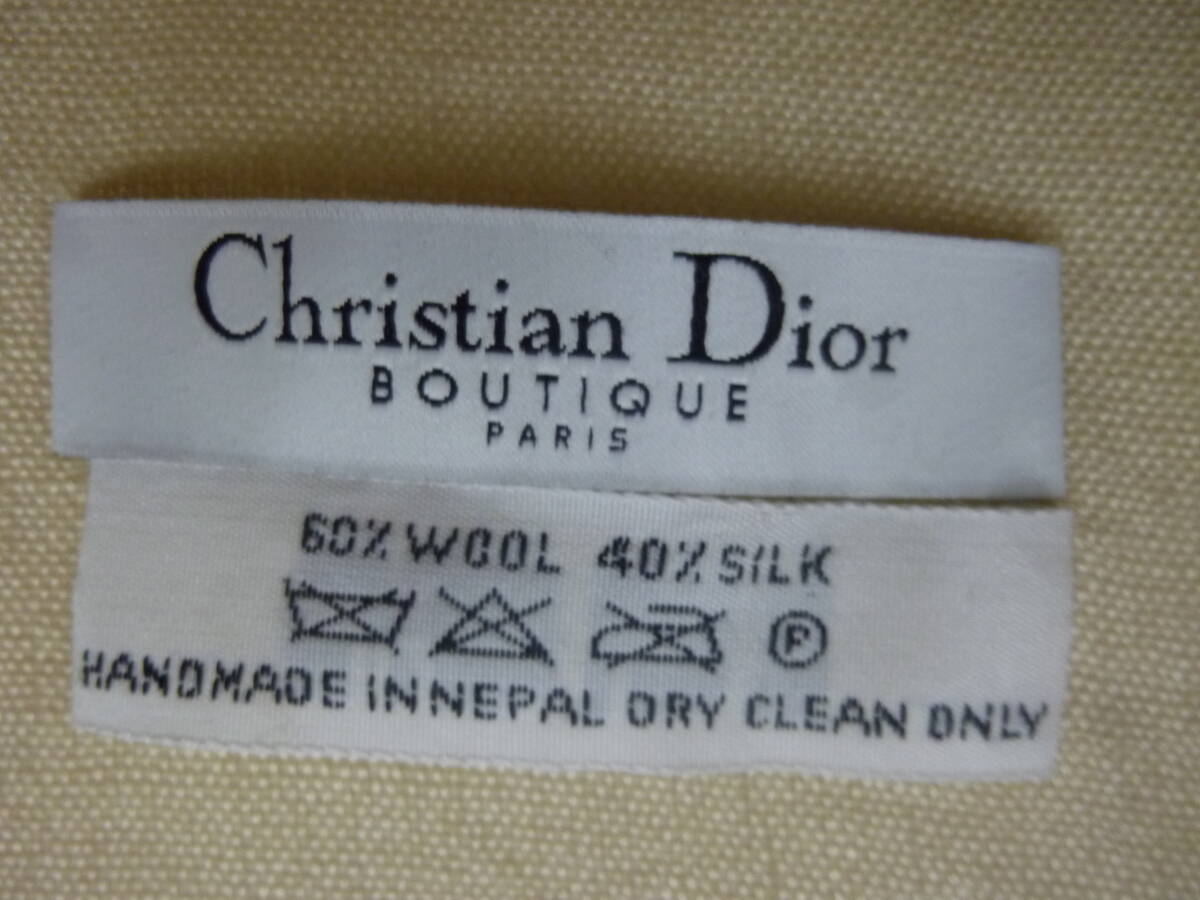 Christian Dior
BOUTIQUE
PARIS
60% WOOL 40% SILK
P
HANDMADE IN NEPAL DRY CLEAN ONLY